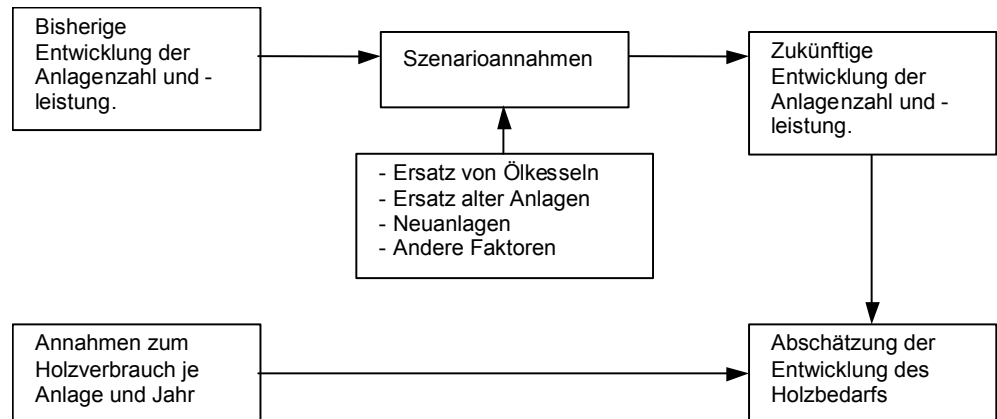 Bisherige
Entwicklung der
Anlagenzahl und -
leistung.
Szenarioannahmen
Zukünftige
Entwicklung der
Anlagenzahl und -
leistung.
- Ersatz von Ölkesseln
- Ersatz alter Anlagen
- Neuanlagen
- Andere Faktoren
Annahmen zum
Holzverbrauch je
Anlage und Jahr
Abschätzung der
Entwicklung des
Holzbedarfs